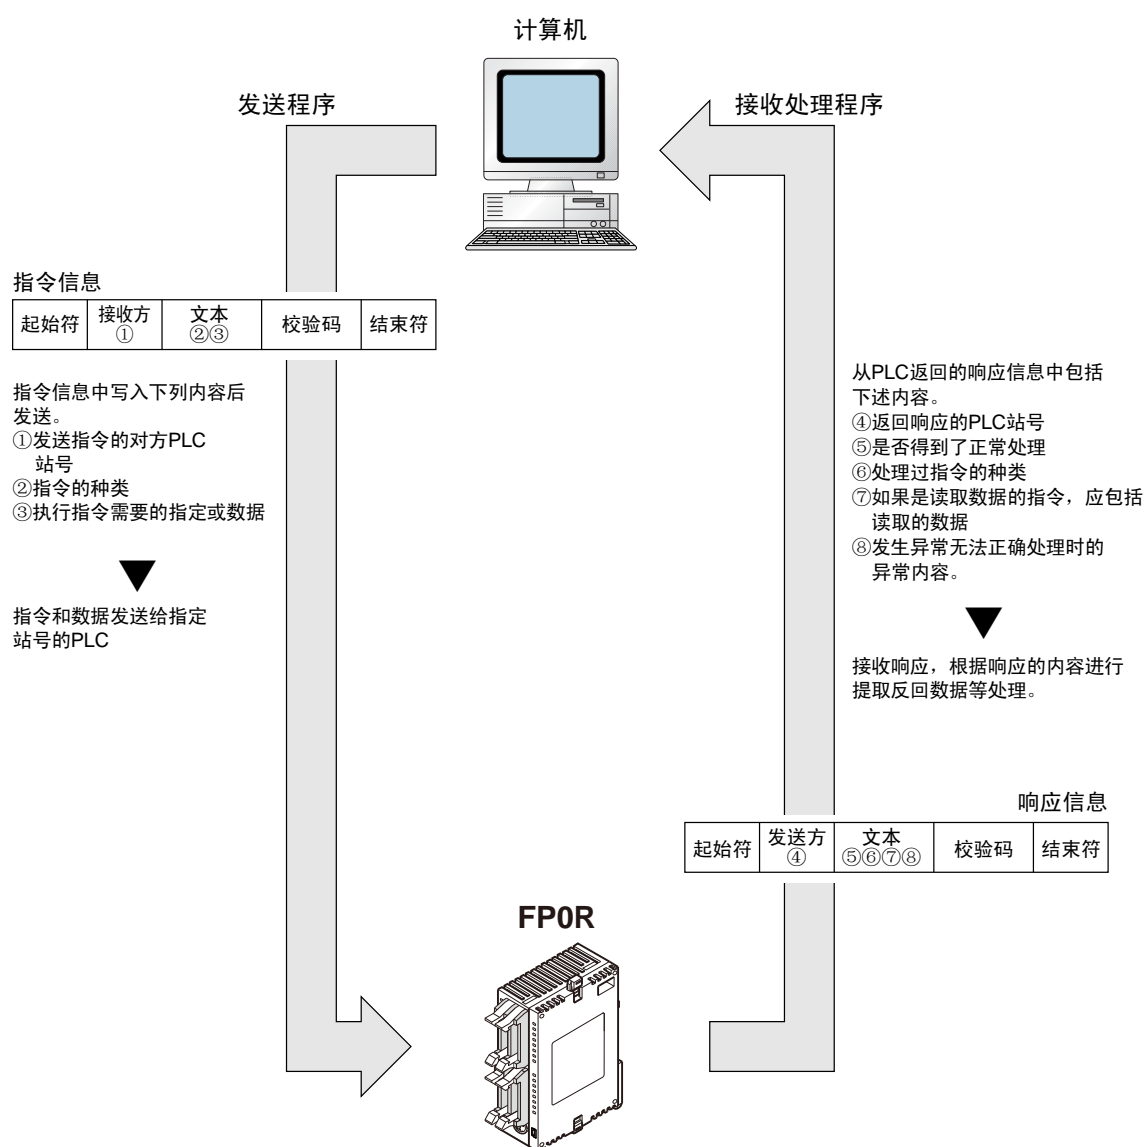 计算机
发送程序
接收处理程序
指令信息
起始符 接收方① 文本②③ 校验码 结束符
指令信息中写入下列内容后
发送。
①发送指令的对方PLC
站号
②指令的种类
③执行指令需要的指定或数据
指令和数据发送给指定
站号的PLC
从PLC返回的响应信息中包括
下述内容。
④返回响应的PLC站号
⑤是否得到了正常处理
⑥处理过指令的种类
⑦如果是读取数据的指令，应包括
读取的数据
⑧发生异常无法正确处理时的
异常内容。
接收响应，根据响应的内容进行
提取反回数据等处理。
响应信息
起始符 发送方④ 文本⑤⑥⑦⑧ 校验码 结束符
FP0R